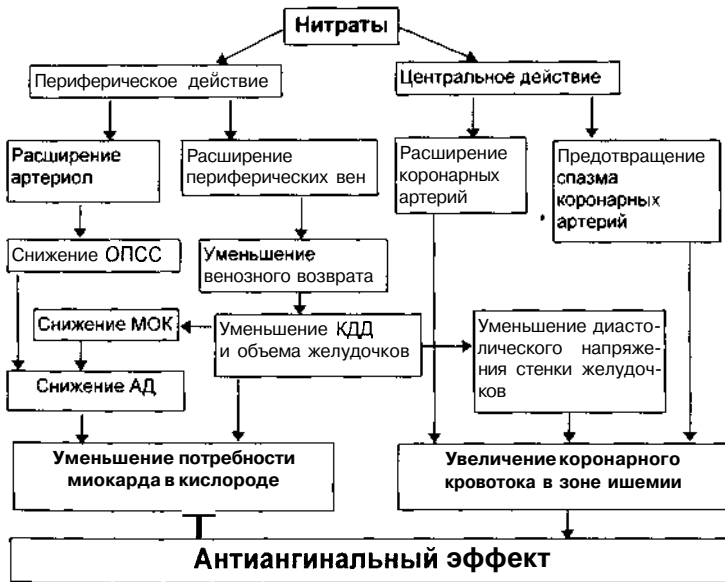 Нитраты
Периферическое действие
Центральное действие
Расширение
артериол
Расширение
периферических вен
Расширение
коронарных
артерий
Предотвращение
спазма
коронарных
артерий
Снижение ОПСС
Уменьшение
венозного возврата
Снижение МОК
Уменьшение КДД
и объема желудочков
Уменьшение диасто-
лического напряже-
ния стенки желудоч-
ков
Снижение АД
Уменьшение потребности
миокарда в кислороде
Увеличение коронарного
кровотока в зоне ишемии
Антиангинальный эффект